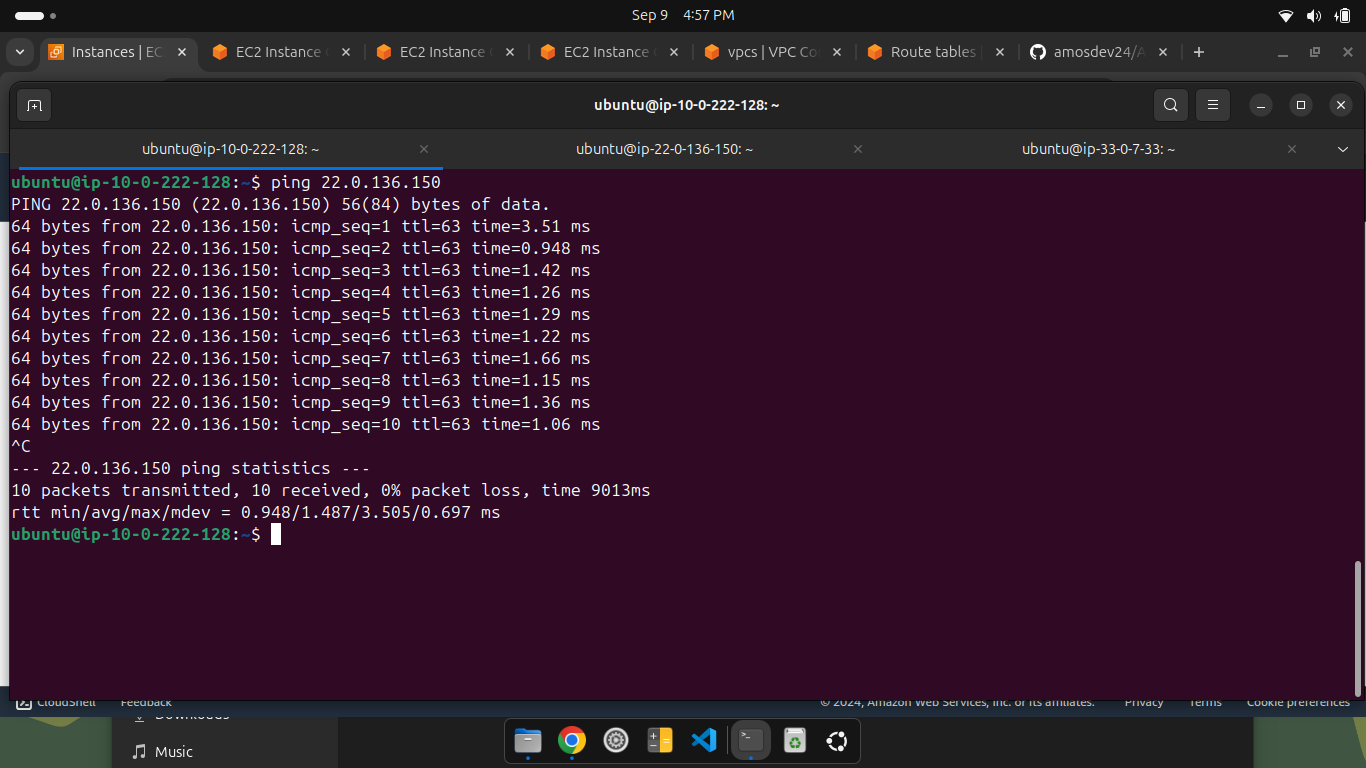 Sep 9 4:57 PM
Instances | EC
EC2 Instance
EC2 Instance
EC2 Instance
vpcs | VPC Co
Route tables
amosdev24/A
ubuntu@ip-10-0-222-128: ~
ubuntu@ip-10-0-222-128: ~
ubuntu@ip-22-0-136-150: ~
ubuntu@ip-33-0-7-33: ~
ubuntu@ip-10-0-222-128:~$ ping 22.0.136.150
PING 22.0.136.150 (22.0.136.150) 56(84) bytes of data.
64 bytes from 22.0.136.150: icmp_seq=1 ttl=63 time=3.51 ms
64 bytes from 22.0.136.150: icmp_seq=2 ttl=63 time=0.948 ms
64 bytes from 22.0.136.150: icmp_seq=3 ttl=63 time=1.42 ms
64 bytes from 22.0.136.150: icmp_seq=4 ttl=63 time=1.26 ms
64 bytes from 22.0.136.150: icmp_seq=5 ttl=63 time=1.29 ms
64 bytes from 22.0.136.150: icmp_seq=6 ttl=63 time=1.22 ms
64 bytes from 22.0.136.150: icmp_seq=7 ttl=63 time=1.66 ms
64 bytes from 22.0.136.150: icmp_seq=8 ttl=63 time=1.15 ms
64 bytes from 22.0.136.150: icmp_seq=9 ttl=63 time=1.36 ms
64 bytes from 22.0.136.150: icmp_seq=10 ttl=63 time=1.06 ms
^C
--- 22.0.136.150 ping statistics ---
10 packets transmitted, 10 received, 0% packet loss, time 9013ms
rtt min/avg/max/mdev = 0.948/1.487/3.505/0.697 ms
ubuntu@ip-10-0-222-128:~$
CloudShell Feedback © 2024, Amazon Web Services, Inc. or its affiliates. Privacy Terms Cookie preferences
Downloads
Music